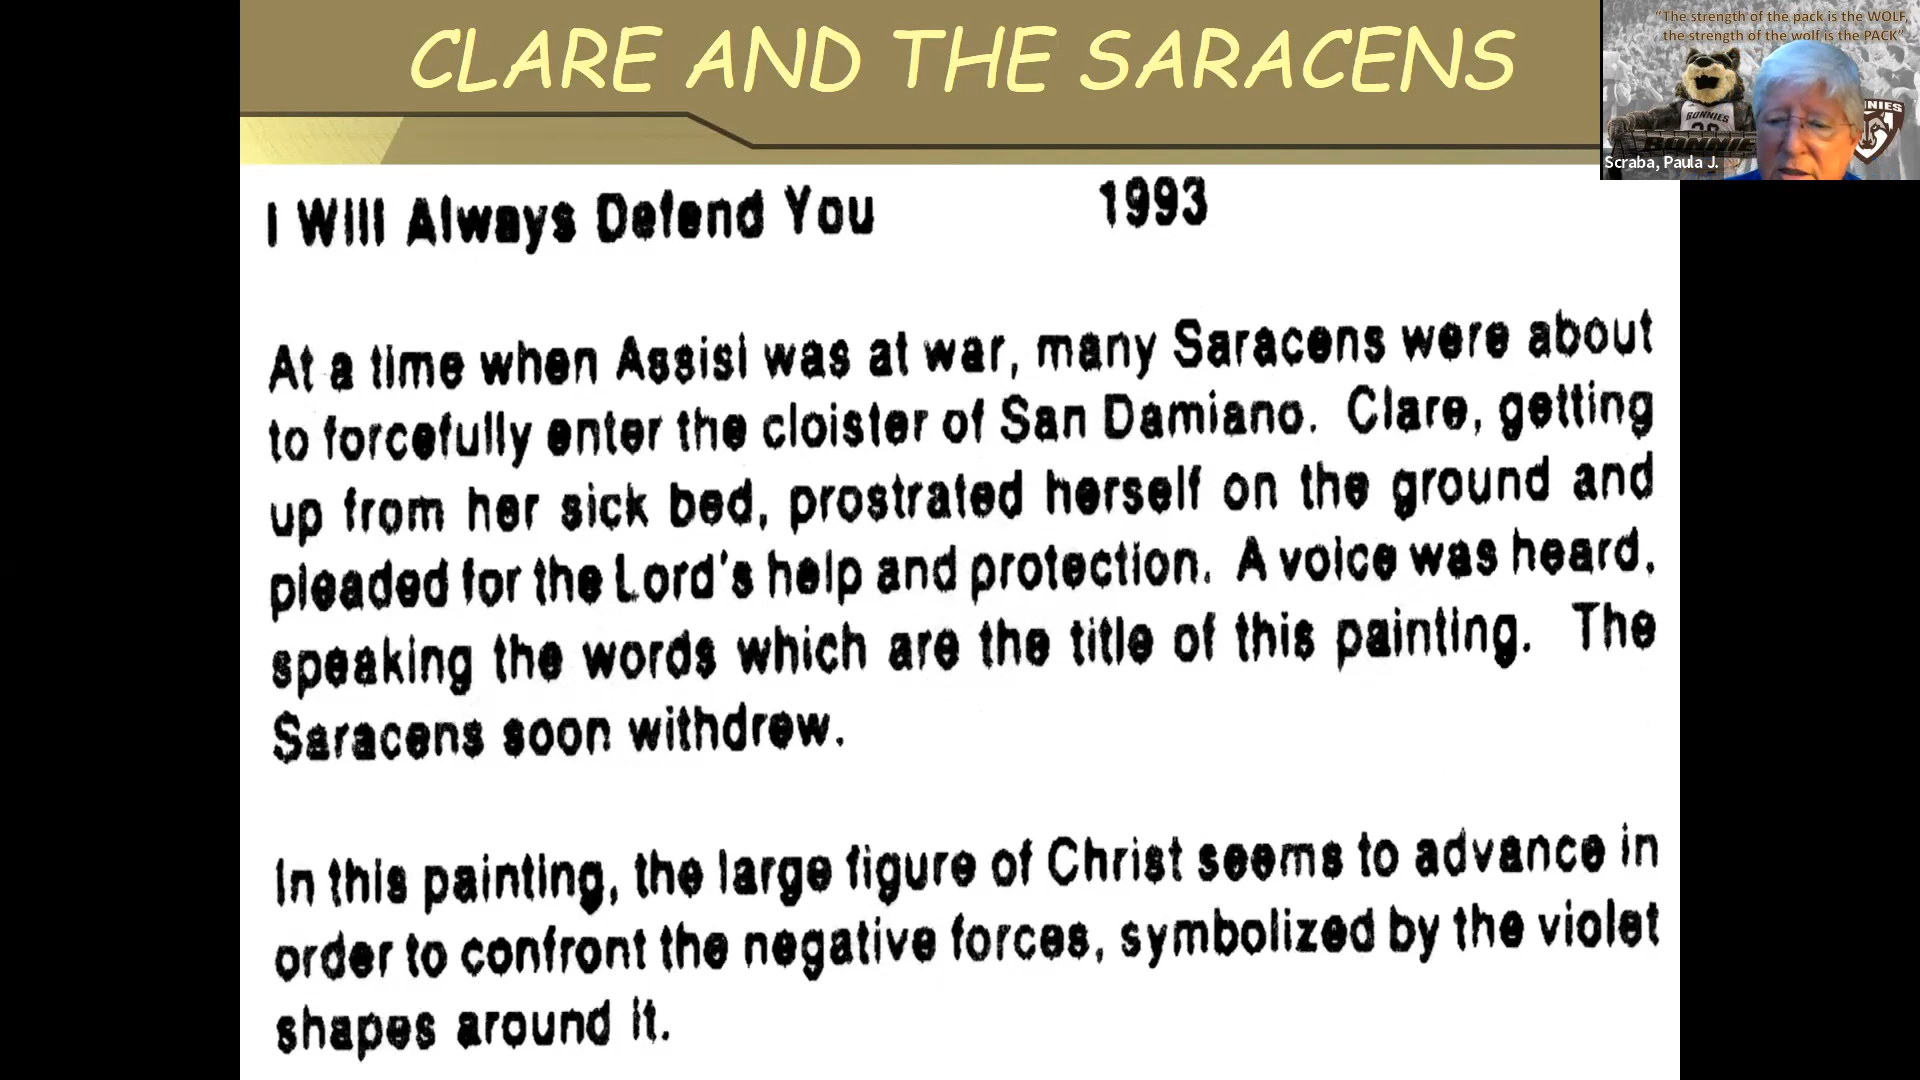 CLARE AND THE SARACENS
"The strength of the pack is the WOLF,
the strength of the wolf is the PACK"
BONNIES
NNIES
BONNIE
Scraba, Paula J.
I Will Always Defend You 1993
At a time when Assisi was at war, many Saracens were about
to forcefully enter the cloister of San Damiano. Clare, getting
up from her sick bed, prostrated herself on the ground and
pleaded for the Lord's help and protection. A voice was heard,
speaking the words which are the title of this painting. The
Saracens soon withdrew.
In this painting, the large figure of Christ seems to advance in
order to confront the negative forces, symbolized by the violet
shapes around it.